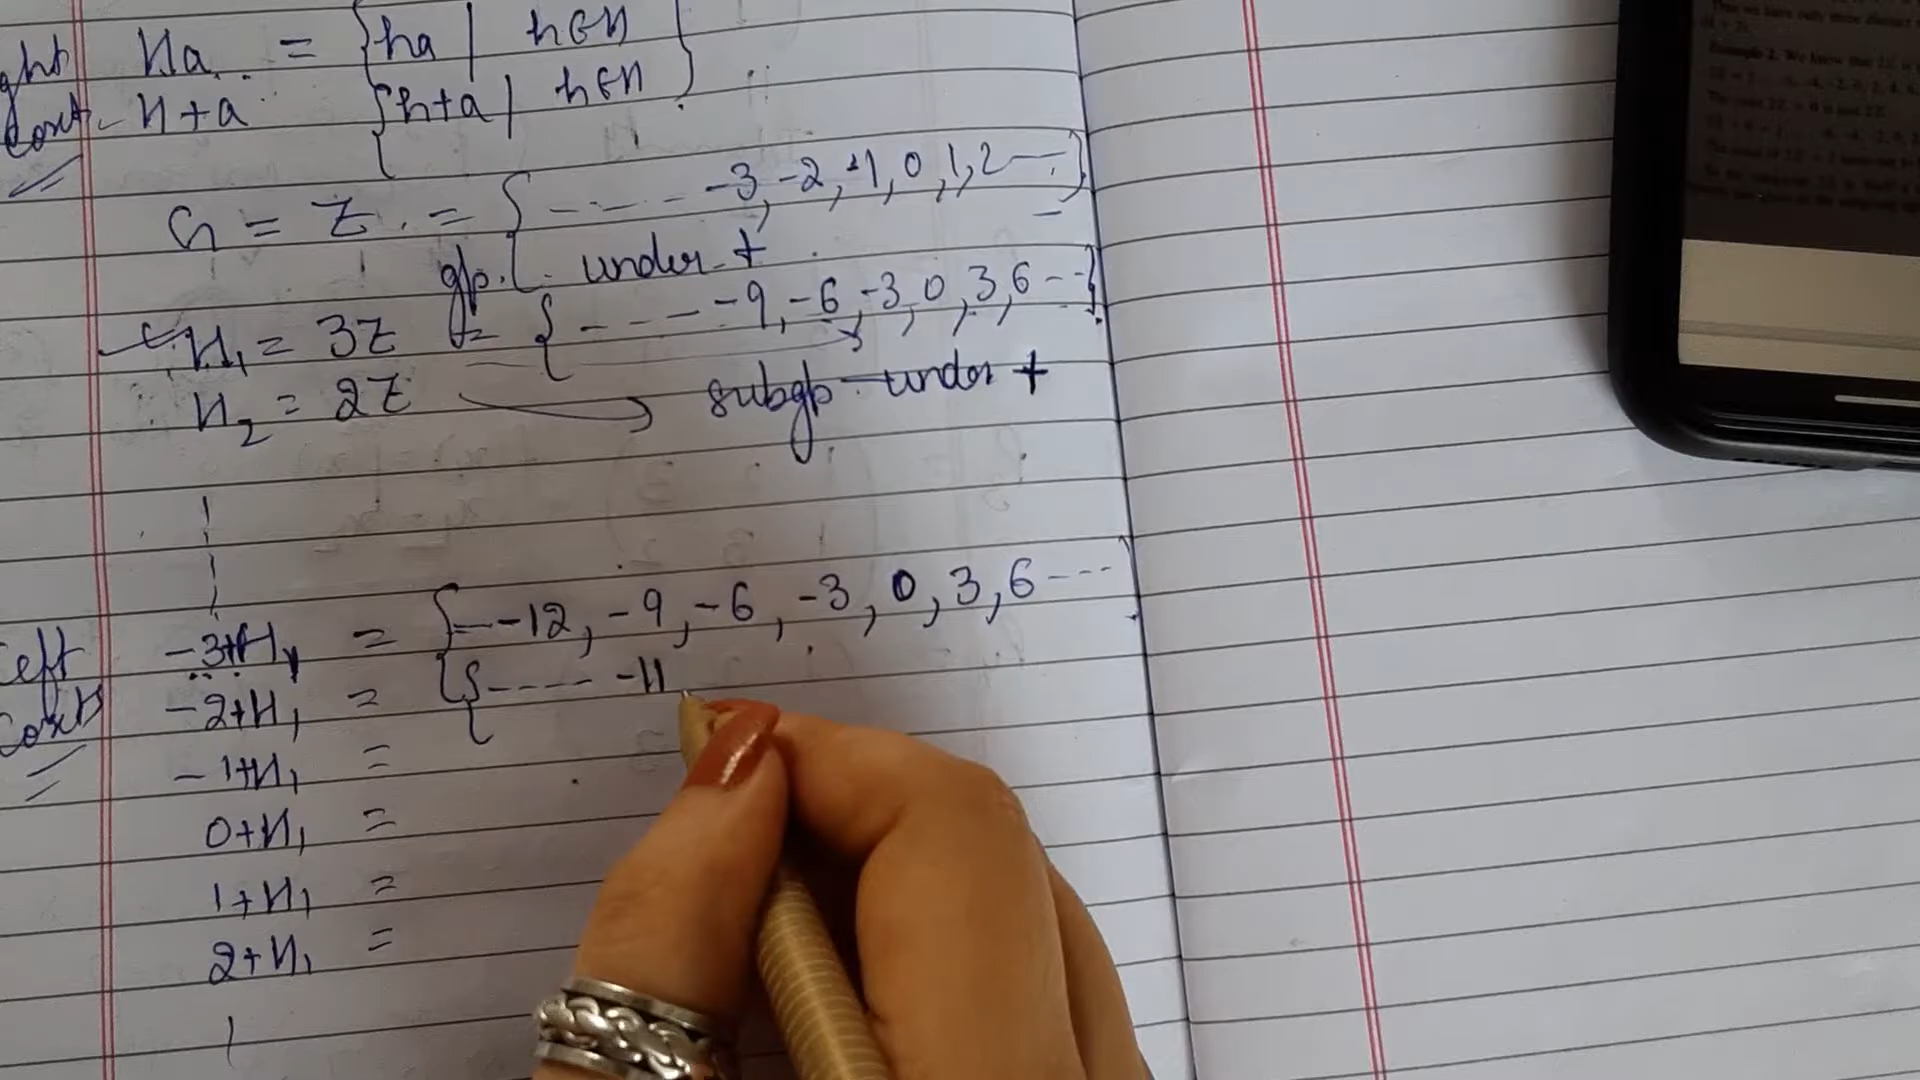 ght Ha = {ha | h∈H}
Coset H+a {h+a | h∈H
G = Z = {---- -3, -2, -1, 0, 1, 2 ---}
gp. under +
H₁ = 3Z = {---- -9, -6, -3, 0, 3, 6 ---}
H₂ = 2Z → subgp under +
Left -3+H₁ = {---12, -9, -6, -3, 0, 3, 6 ---
Cosets -2+H₁ = {---- -11
-1+H₁ =
0+H₁ =
1+H₁ =
2+H₁ =